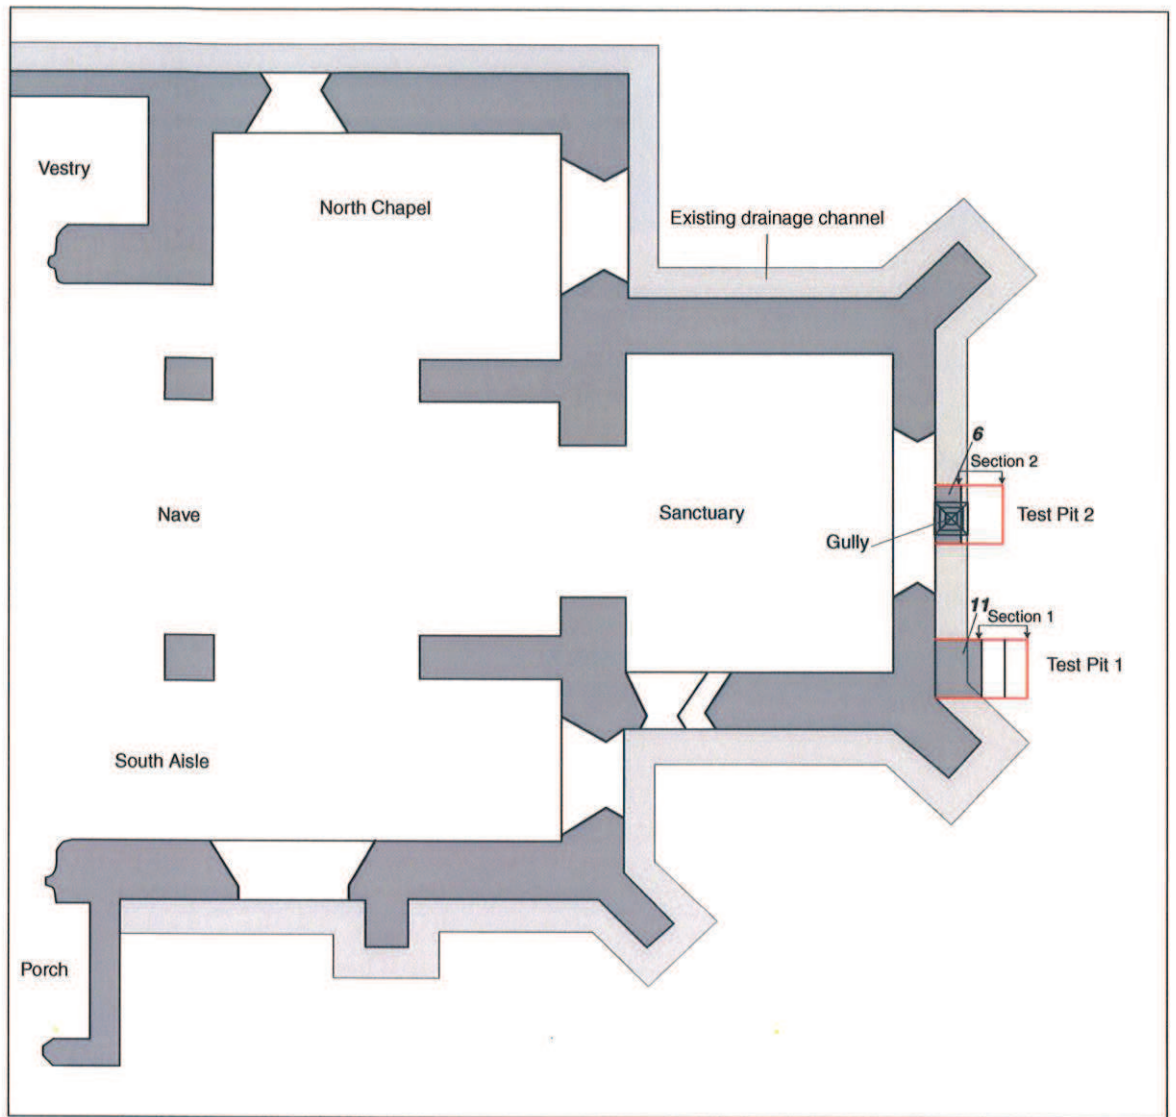 Vestry
North Chapel
Existing drainage channel
6
Section 2
Nave
Sanctuary
Test Pit 2
Gully
11
Section 1
Test Pit 1
South Aisle
Porch